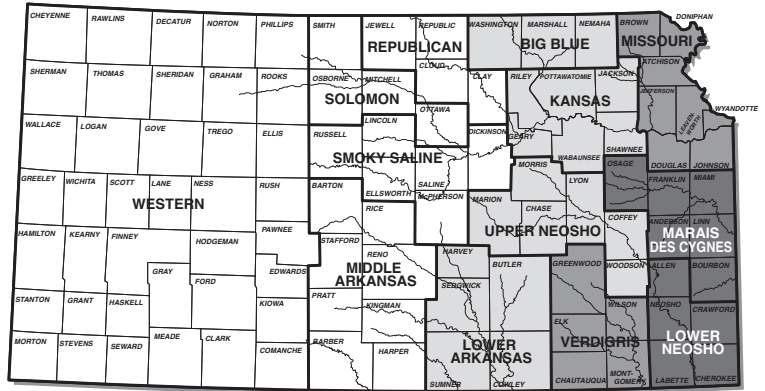 CHEYENNE
RAWLINS
DECATUR
NORTON
PHILLIPS
SMITH
JEWELL
REPUBLIC
WASHINGTON
MARSHALL
NEMAHA
BROWN
DONIPHAN
REPUBLICAN
BIG BLUE
MISSOURI
CLOUD
ATCHISON
SHERMAN
THOMAS
SHERIDAN
GRAHAM
ROOKS
OSBORNE
MITCHELL
CLAY
RILEY
POTTAWATOMIE
JACKSON
JEFFERSON
SOLOMON
KANSAS
OTTAWA
WYANDOTTE
LEAVEN-
WORTH
WALLACE
LOGAN
GOVE
TREGO
ELLIS
RUSSELL
LINCOLN
DICKINSON
GEARY
SHAWNEE
SMOKY SALINE
WABAUNSEE
MORRIS
OSAGE
DOUGLAS
JOHNSON
GREELEY
WICHITA
SCOTT
LANE
NESS
RUSH
BARTON
ELLSWORTH
SALINE
McPHERSON
MARION
CHASE
LYON
FRANKLIN
MIAMI
WESTERN
RICE
COFFEY
ANDERSON
LINN
HAMILTON
KEARNY
FINNEY
HODGEMAN
PAWNEE
STAFFORD
RENO
HARVEY
UPPER NEOSHO
MARAIS
DES CYGNES
GRAY
FORD
EDWARDS
MIDDLE
ARKANSAS
SEDGWICK
BUTLER
GREENWOOD
WOODSON
ALLEN
BOURBON
STANTON
GRANT
HASKELL
KIOWA
PRATT
KINGMAN
WILSON
NEOSHO
CRAWFORD
ELK
MORTON
STEVENS
SEWARD
MEADE
CLARK
COMANCHE
BARBER
HARPER
LOWER
ARKANSAS
VERDIGRIS
LOWER
NEOSHO
SUMNER
COWLEY
CHAUTAUQUA
MONT-
GOMERY
LABETTE
CHEROKEE